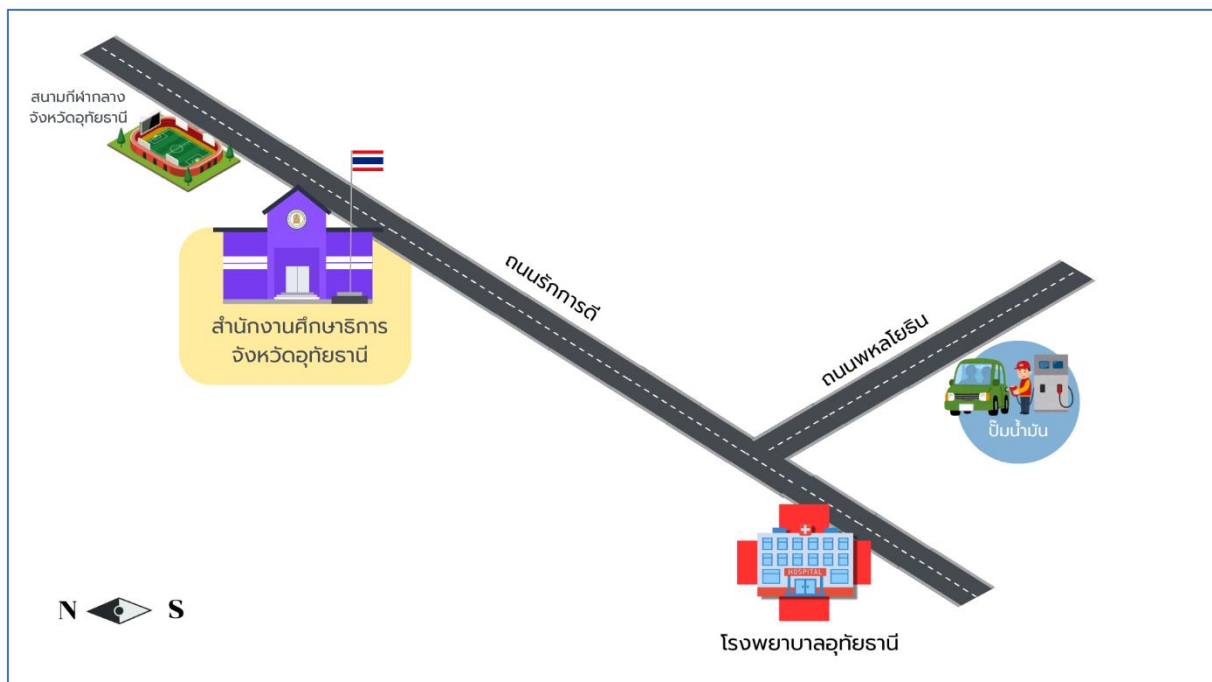 สนามกีฬากลาง
จังหวัดอุทัยธานี
สำนักงานศึกษาธิการ
จังหวัดอุทัยธานี
ถนนรักการดี
ถนนพหลโยธิน
ปั๊มน้ำมัน
HOSPITAL
โรงพยาบาลอุทัยธานี
N S